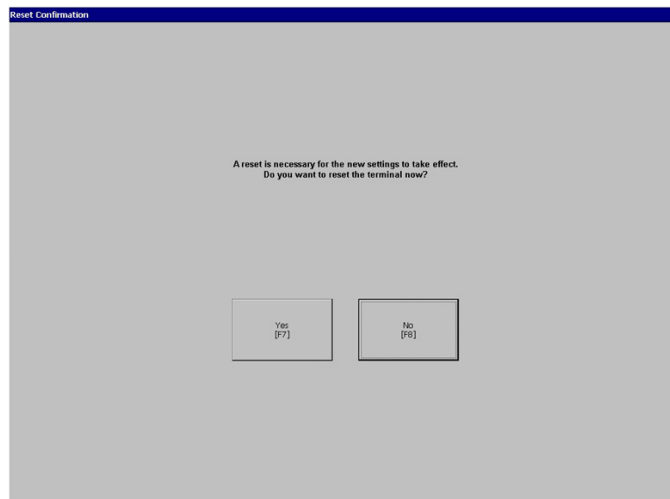 Reset Confirmation
A reset is necessary for the new settings to take effect.
Do you want to reset the terminal now?
Yes
[F7]
No
[F8]